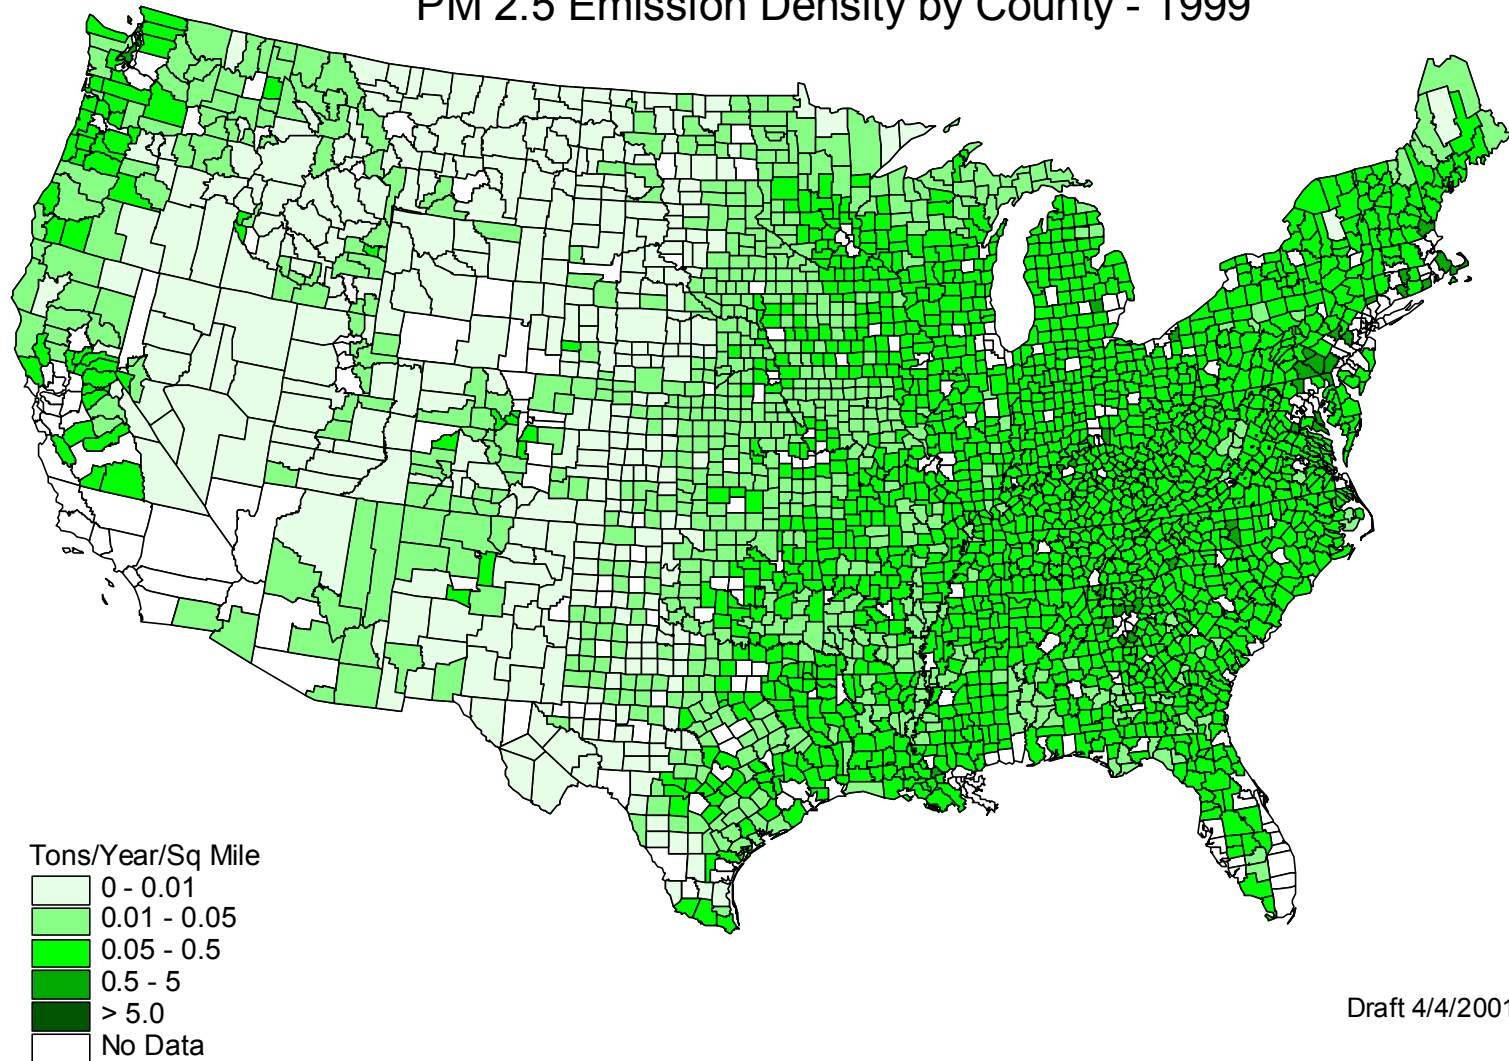 PM 2.5 Emission Density by County - 1999
Tons/Year/Sq Mile
0 - 0.01
0.01 - 0.05
0.05 - 0.5
0.5 - 5
> 5.0
No Data
Draft 4/4/2001